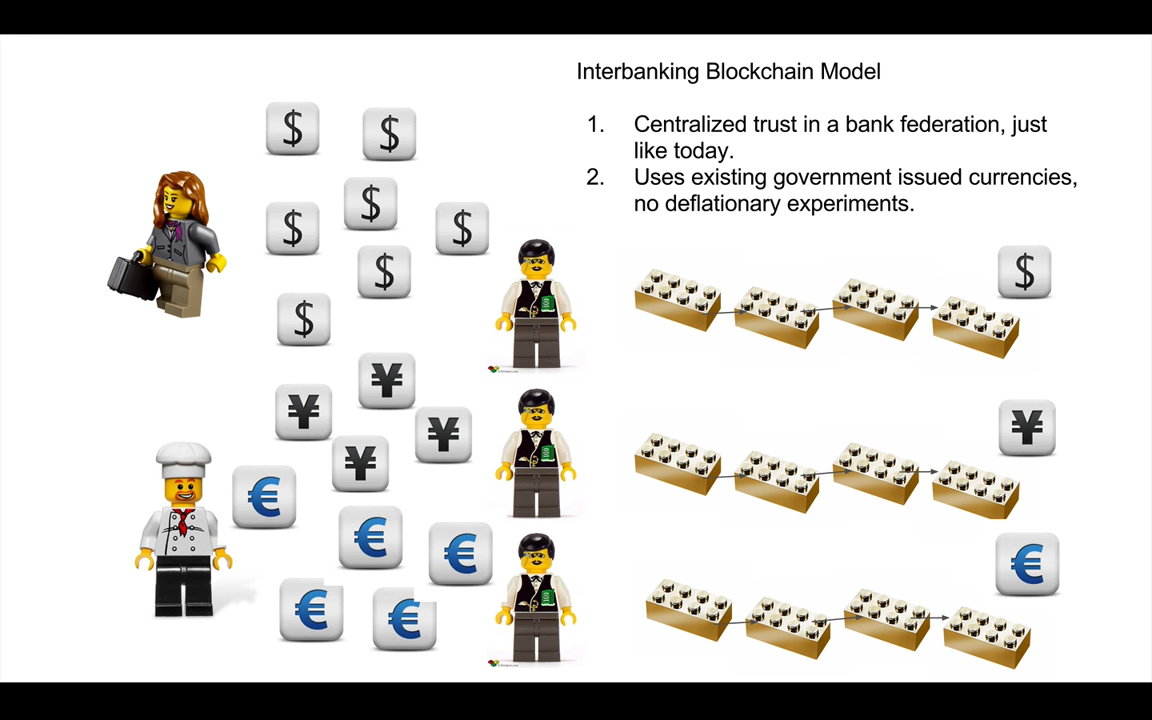 Interbanking Blockchain Model
1. Centralized trust in a bank federation, just
like today.
2. Uses existing government issued currencies,
no deflationary experiments.
$ $
$ $ $
$
$
¥
¥ ¥
¥
€
€ €
€ €
$
¥
€